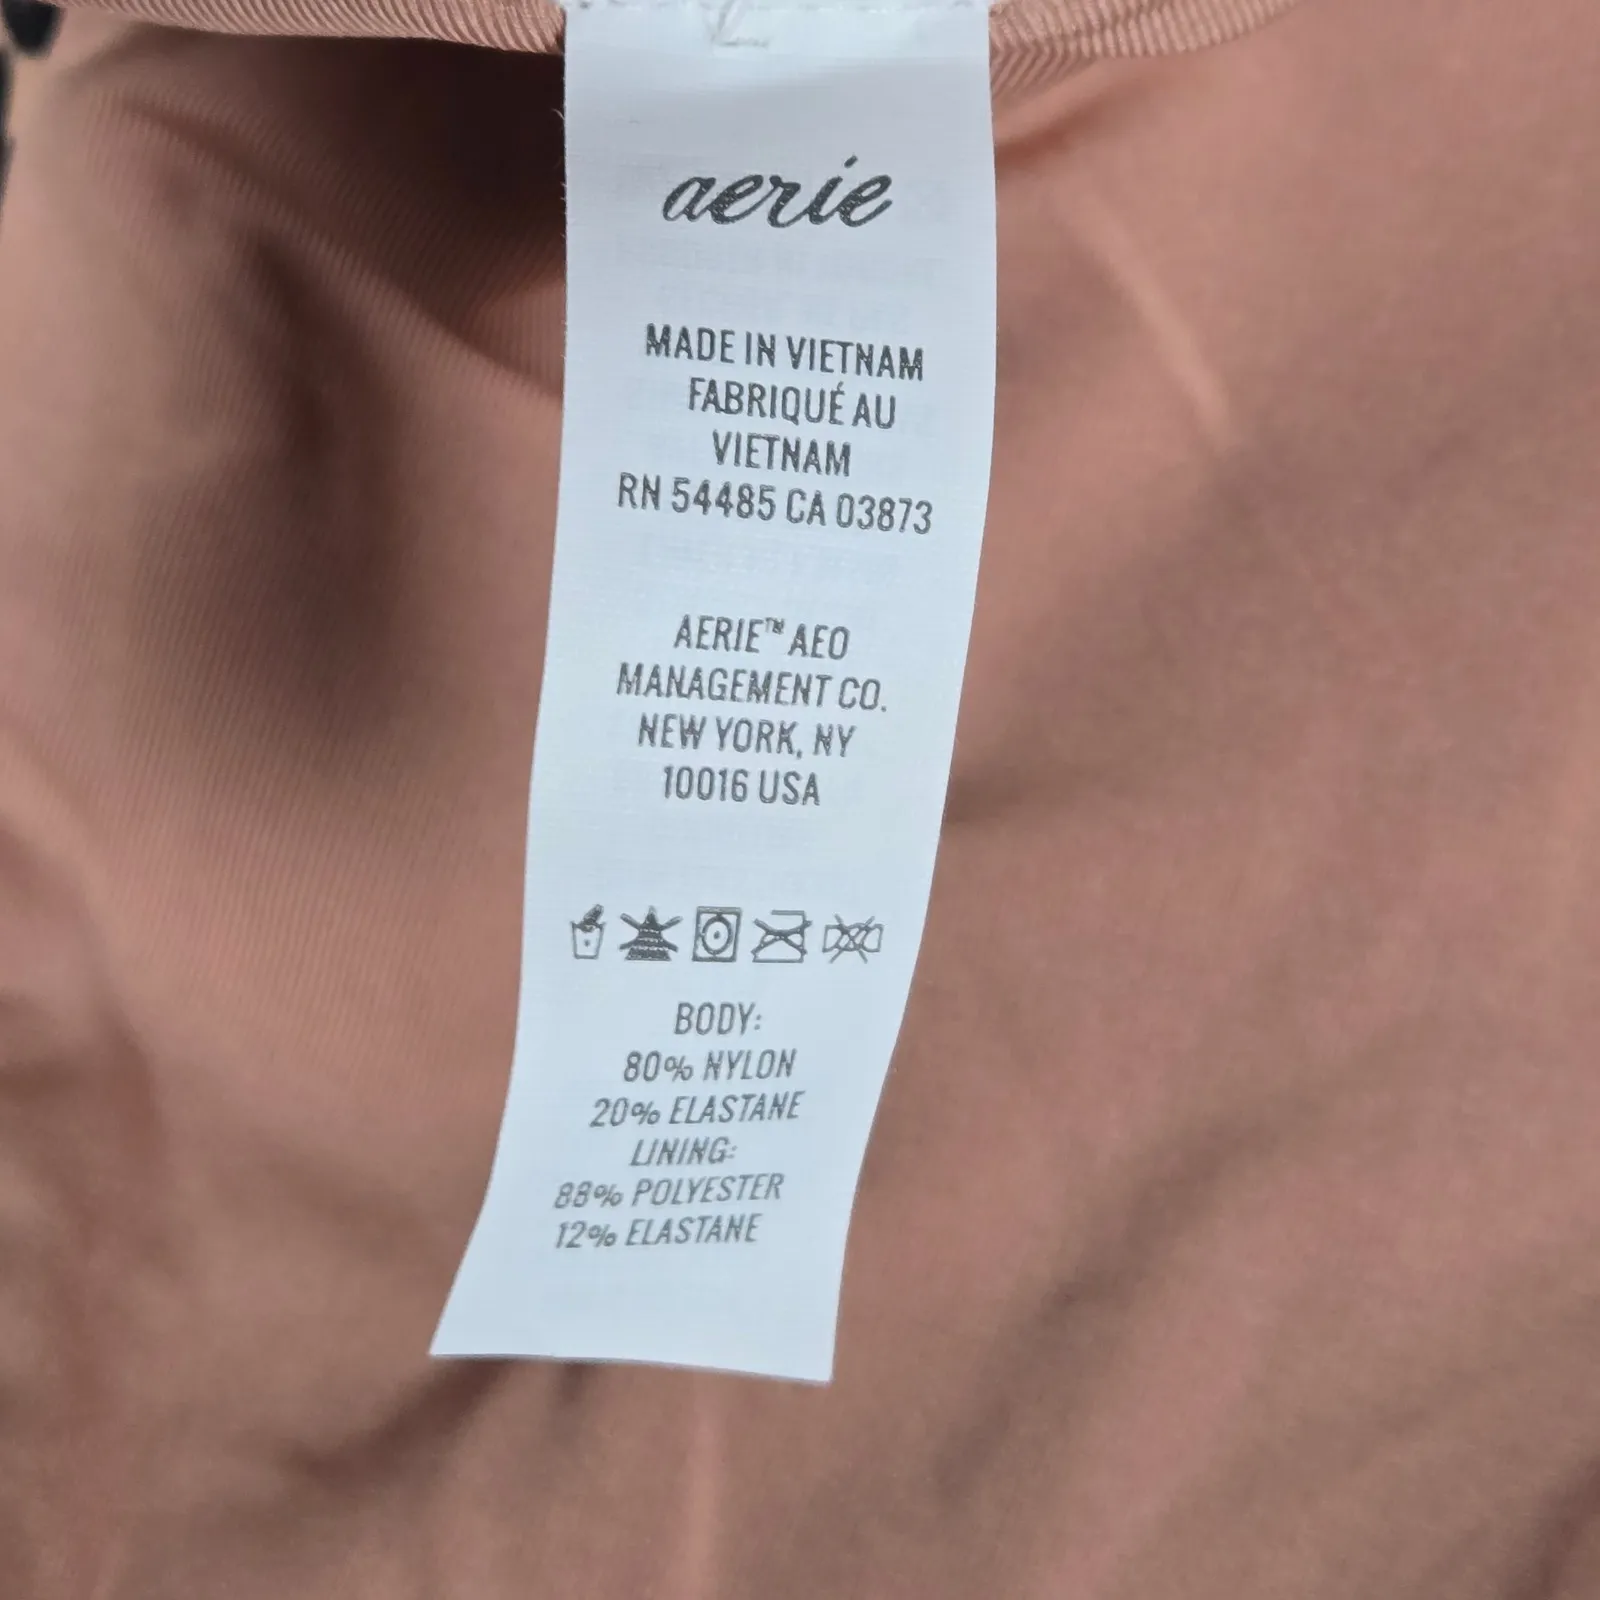 aerie
MADE IN VIETNAM
FABRIQUÉ AU
VIETNAM
RN 54485 CA 03873
AERIE™ AEO
MANAGEMENT CO.
NEW YORK, NY
10016 USA
BODY:
80% NYLON
20% ELASTANE
LINING:
88% POLYESTER
12% ELASTANE